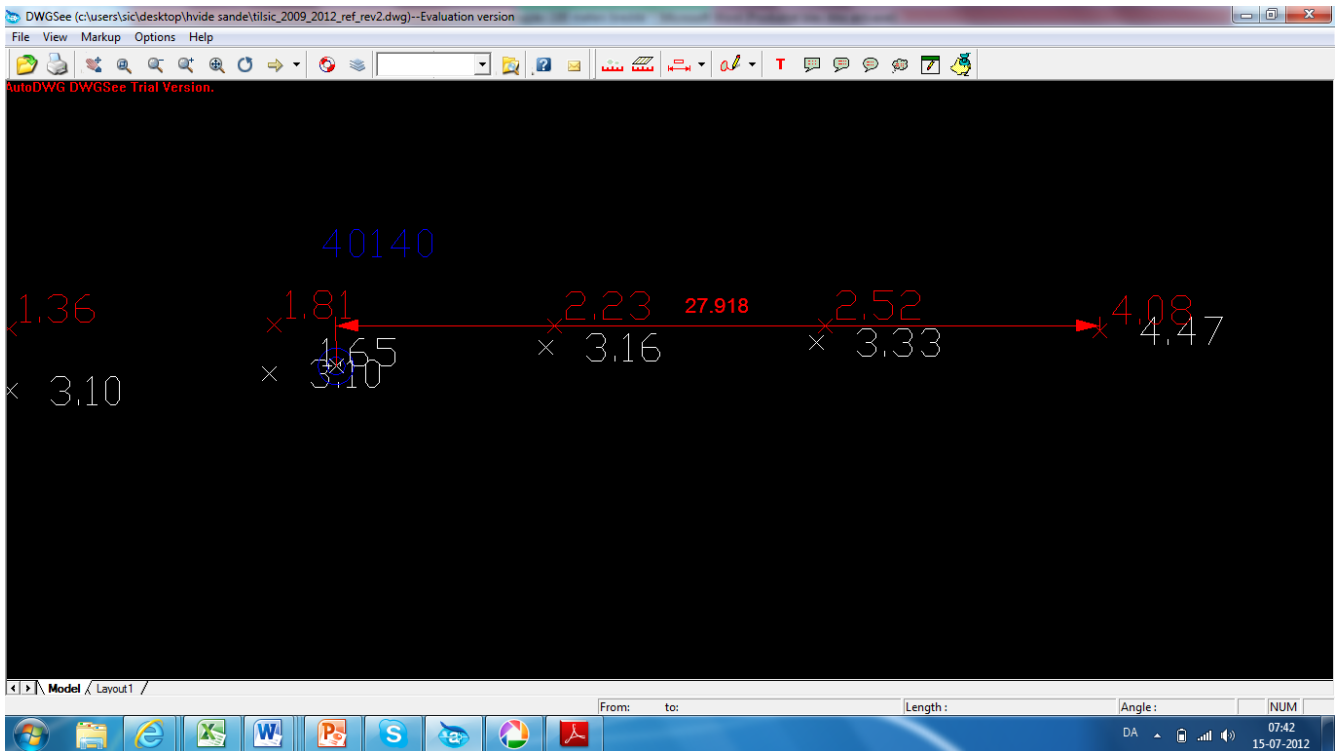 DWGSee (c:\users\sic\desktop\hvide sande\tilsic_2009_2012_ref_rev2.dwg)--Evaluation version
File View Markup Options Help
T
AutoDWG DWGSee Trial Version.
40140
1.36 1.81 2.23 27.918 2.52 4.08
1.65 3.16 3.33 4.47
3.10 3.10
Model Layout1
From: to: Length : Angle : NUM
DA 07:42
15-07-2012